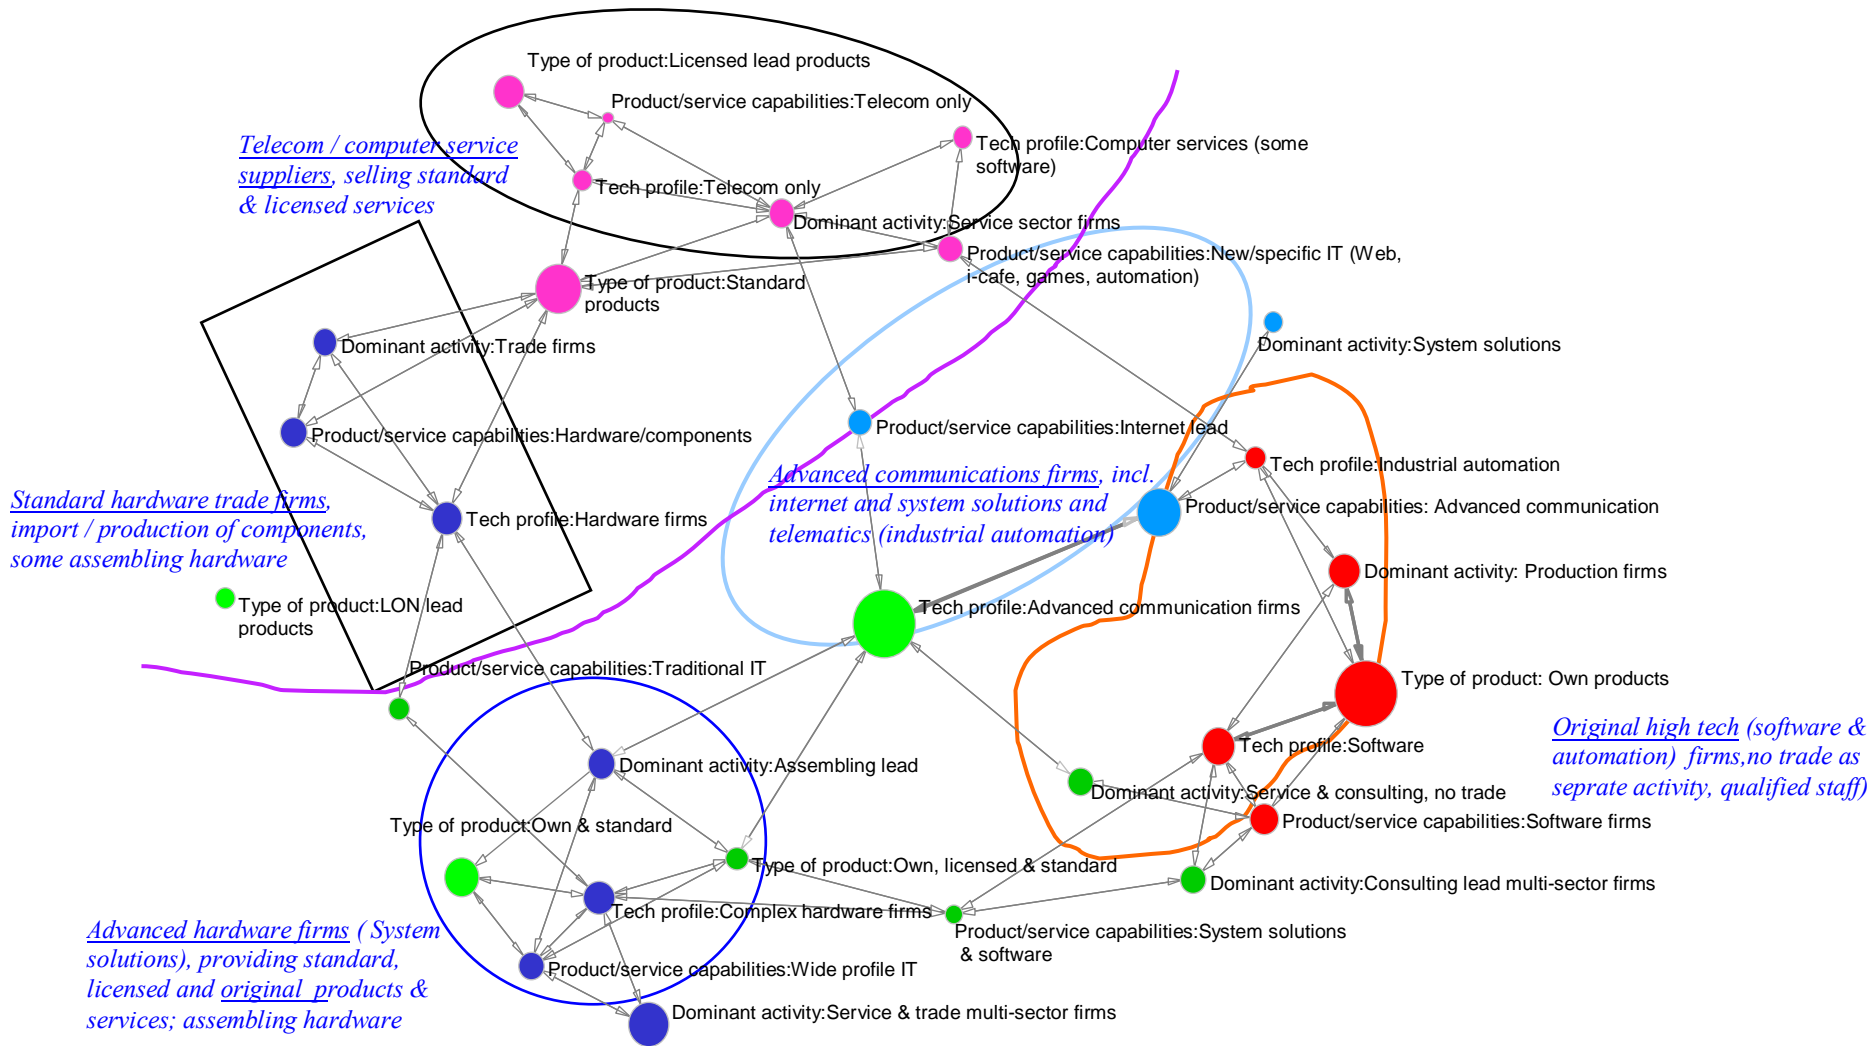 Type of product:Licensed lead products
Product/service capabilities:Telecom only
Telecom / computer service
suppliers, selling standard
& licensed services
Tech profile:Computer services (some
software)
Tech profile:Telecom only
Dominant activity:Service sector firms
Product/service capabilities:New/specific IT (Web,
i-cafe, games, automation)
Type of product:Standard
products
Dominant activity:Trade firms
Dominant activity:System solutions
Product/service capabilities:Hardware/components
Product/service capabilities:Internet lead
Advanced communications firms, incl.
internet and system solutions and
telematics (industrial automation)
Tech profile:Industrial automation
Product/service capabilities: Advanced communication
Standard hardware trade firms,
import / production of components,
some assembling hardware
Tech profile:Hardware firms
Dominant activity: Production firms
Type of product:LON lead
products
Tech profile:Advanced communication firms
Product/service capabilities:Traditional IT
Type of product: Own products
Original high tech (software &
automation) firms,no trade as
seprate activity, qualified staff)
Tech profile:Software
Dominant activity:Assembling lead
Dominant activity:Service & consulting, no trade
Type of product:Own & standard
Product/service capabilities:Software firms
Type of product:Own, licensed & standard
Dominant activity:Consulting lead multi-sector firms
Tech profile:Complex hardware firms
Product/service capabilities:System solutions
& software
Advanced hardware firms ( System
solutions), providing standard,
licensed and original products &
services; assembling hardware
Product/service capabilities:Wide profile IT
Dominant activity:Service & trade multi-sector firms